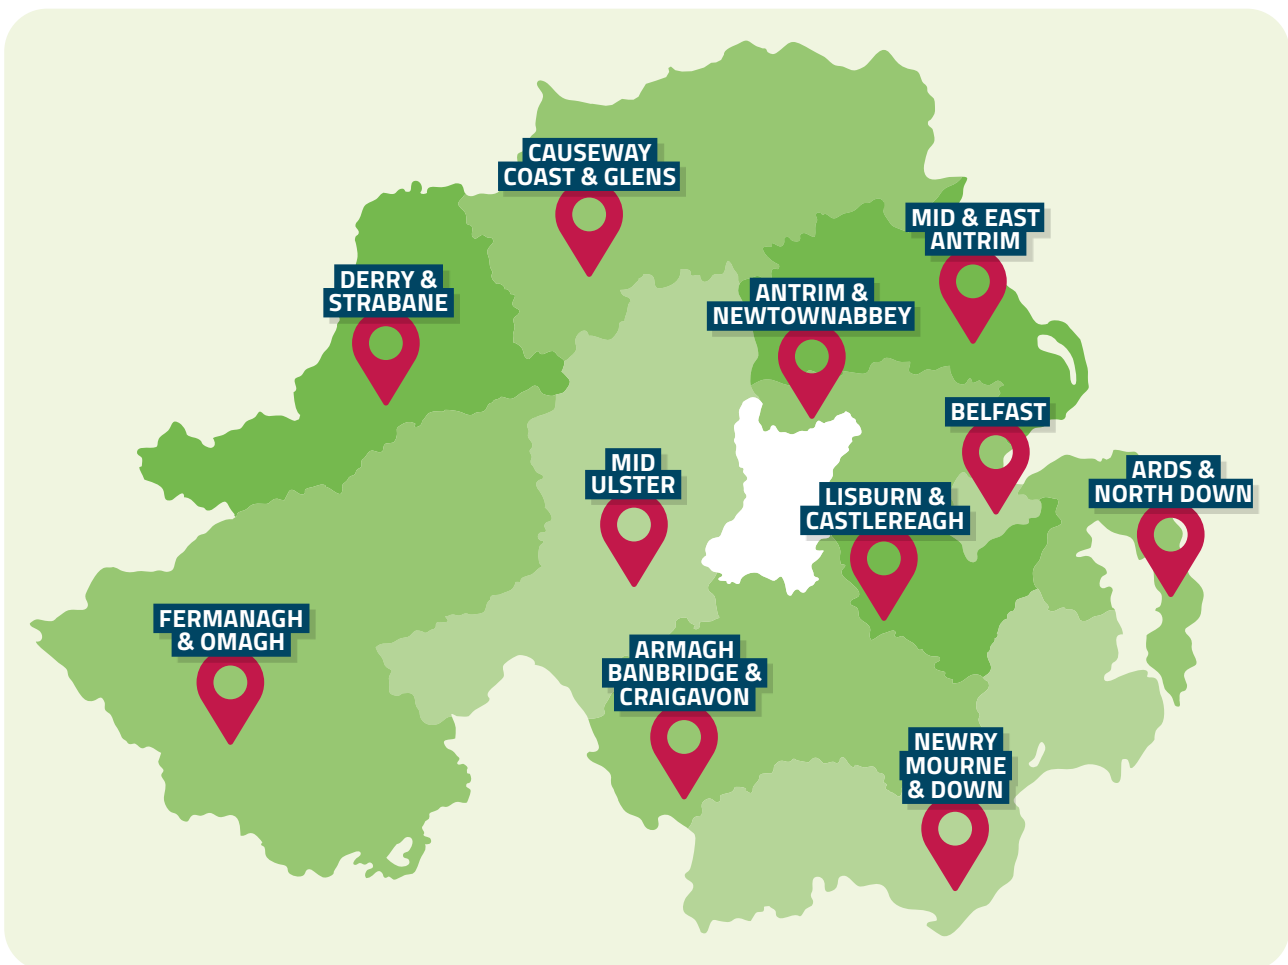 CAUSEWAY
COAST & GLENS
MID & EAST
ANTRIM
DERRY &
STRABANE
ANTRIM &
NEWTOWNABBEY
BELFAST
MID
ULSTER
ARDS &
NORTH DOWN
LISBURN &
CASTLEREAGH
FERMANAGH
& OMAGH
ARMAGH
BANBRIDGE &
CRAIGAVON
NEWRY
MOURNE
& DOWN